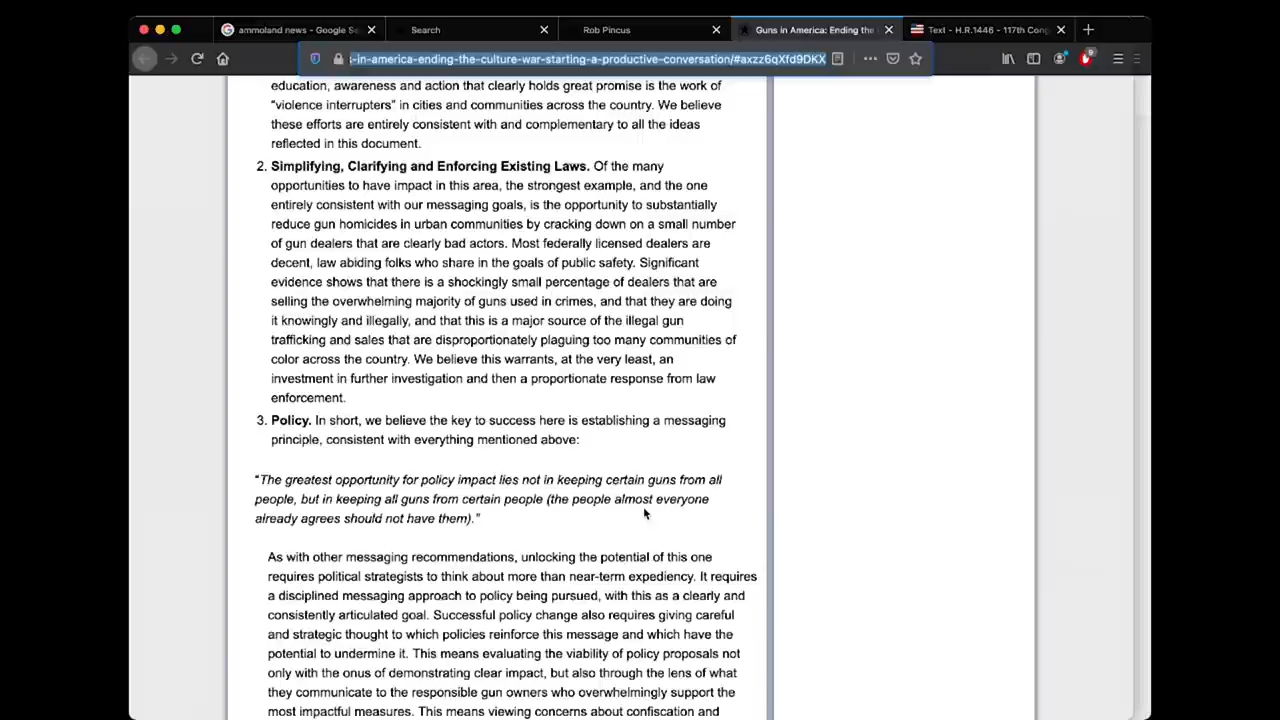 ammoland news - Google Se
Search
Rob Pincus
Guns in America: Ending the
Text - H.R.1446 - 117th Cong
-in-america-ending-the-culture-war-starting-a-productive-conversation/#axzz6qXfd9DKX
education, awareness and action that clearly holds great promise is the work of
“violence interrupters” in cities and communities across the country. We believe
these efforts are entirely consistent with and complementary to all the ideas
reflected in this document.
2. Simplifying, Clarifying and Enforcing Existing Laws. Of the many
opportunities to have impact in this area, the strongest example, and the one
entirely consistent with our messaging goals, is the opportunity to substantially
reduce gun homicides in urban communities by cracking down on a small number
of gun dealers that are clearly bad actors. Most federally licensed dealers are
decent, law abiding folks who share in the goals of public safety. Significant
evidence shows that there is a shockingly small percentage of dealers that are
selling the overwhelming majority of guns used in crimes, and that they are doing
it knowingly and illegally, and that this is a major source of the illegal gun
trafficking and sales that are disproportionately plaguing too many communities of
color across the country. We believe this warrants, at the very least, an
investment in further investigation and then a proportionate response from law
enforcement.
3. Policy. In short, we believe the key to success here is establishing a messaging
principle, consistent with everything mentioned above:
“The greatest opportunity for policy impact lies not in keeping certain guns from all
people, but in keeping all guns from certain people (the people almost everyone
already agrees should not have them).”
As with other messaging recommendations, unlocking the potential of this one
requires political strategists to think about more than near-term expediency. It requires
a disciplined messaging approach to policy being pursued, with this as a clearly and
consistently articulated goal. Successful policy change also requires giving careful
and strategic thought to which policies reinforce this message and which have the
potential to undermine it. This means evaluating the viability of policy proposals not
only with the onus of demonstrating clear impact, but also through the lens of what
they communicate to the responsible gun owners who overwhelmingly support the
most impactful measures. This means viewing concerns about confiscation and